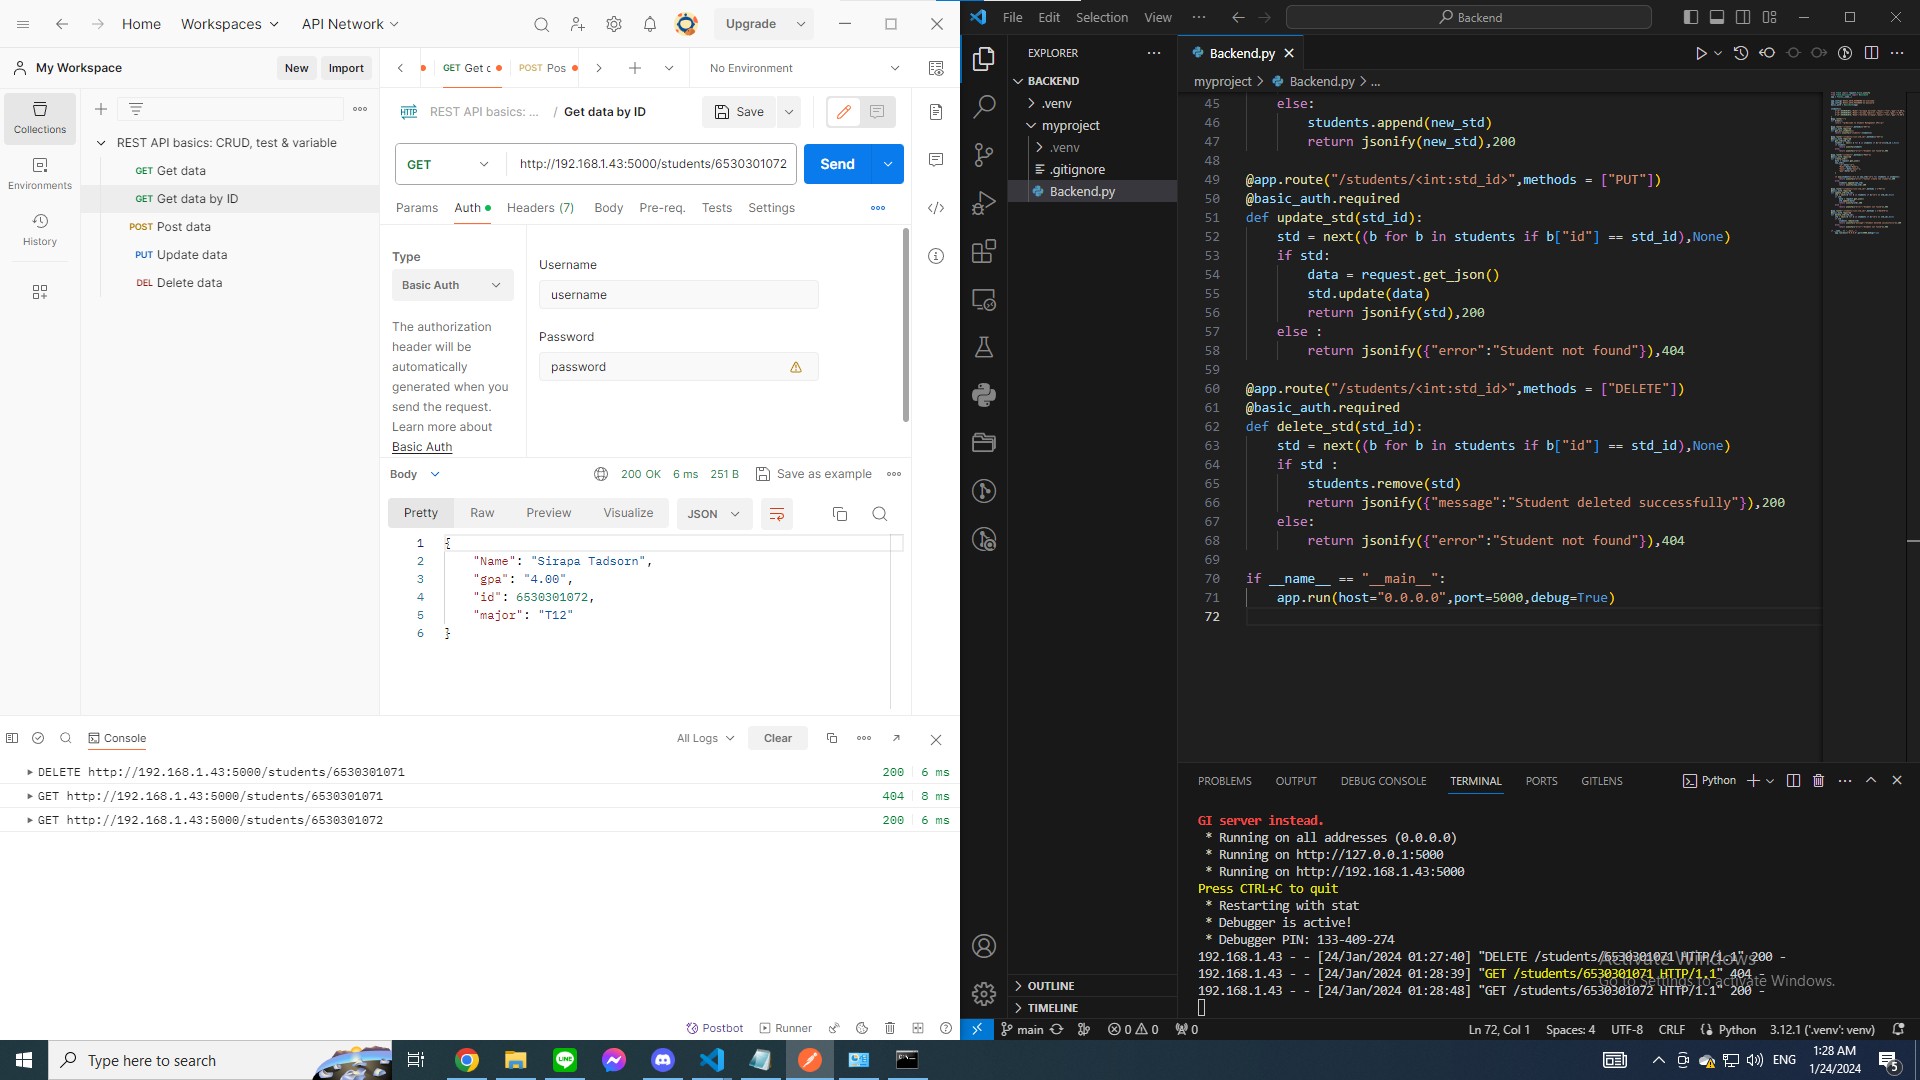 Home
Workspaces
API Network
Upgrade
My Workspace
New
Import
GET Get c
POST Pos
No Environment
Collections
Environments
History
REST API basics: CRUD, test & variable
GET Get data
GET Get data by ID
POST Post data
PUT Update data
DEL Delete data
HTTP
REST API basics: ... / Get data by ID
Save
GET
http://192.168.1.43:5000/students/6530301072
Send
Params
Auth
Headers (7)
Body
Pre-req.
Tests
Settings
Type
Basic Auth
The authorization
header will be
automatically
generated when you
send the request.
Learn more about
Basic Auth
Username
username
Password
password
Body
200 OK
6 ms
251 B
Save as example
Pretty
Raw
Preview
Visualize
JSON
1 {
2 "Name": "Sirapa Tadsorn",
3 "gpa": "4.00",
4 "id": 6530301072,
5 "major": "T12"
6 }
Console
All Logs
Clear
DELETE http://192.168.1.43:5000/students/6530301071 200 6 ms
GET http://192.168.1.43:5000/students/6530301071 404 8 ms
GET http://192.168.1.43:5000/students/6530301072 200 6 ms
Postbot
Runner
File
Edit
Selection
View
Backend
EXPLORER
BACKEND
.venv
myproject
.venv
.gitignore
Backend.py
OUTLINE
TIMELINE
Backend.py
myproject > Backend.py > ...
45 else:
46 students.append(new_std)
47 return jsonify(new_std),200
48
49 @app.route("/students/<int:std_id>",methods = ["PUT"])
50 @basic_auth.required
51 def update_std(std_id):
52 std = next((b for b in students if b["id"] == std_id),None)
53 if std:
54 data = request.get_json()
55 std.update(data)
56 return jsonify(std),200
57 else :
58 return jsonify({"error":"Student not found"}),404
59
60 @app.route("/students/<int:std_id>",methods = ["DELETE"])
61 @basic_auth.required
62 def delete_std(std_id):
63 std = next((b for b in students if b["id"] == std_id),None)
64 if std :
65 students.remove(std)
66 return jsonify({"message":"Student deleted successfully"}),200
67 else:
68 return jsonify({"error":"Student not found"}),404
69
70 if __name__ == "__main__":
71 app.run(host="0.0.0.0",port=5000,debug=True)
72
PROBLEMS
OUTPUT
DEBUG CONSOLE
TERMINAL
PORTS
GITLENS
Python
GI server instead.
* Running on all addresses (0.0.0.0)
* Running on http://127.0.0.1:5000
* Running on http://192.168.1.43:5000
Press CTRL+C to quit
* Restarting with stat
* Debugger is active!
* Debugger PIN: 133-409-274
192.168.1.43 - - [24/Jan/2024 01:27:40] "DELETE /students/6530301071 HTTP/1.1" 200 -
192.168.1.43 - - [24/Jan/2024 01:28:39] "GET /students/6530301071 HTTP/1.1" 404 -
192.168.1.43 - - [24/Jan/2024 01:28:48] "GET /students/6530301072 HTTP/1.1" 200 -
Activate Windows
Go to Settings to activate Windows.
main
0
0
0
Ln 72, Col 1
Spaces: 4
UTF-8
CRLF
Python
3.12.1 ('.venv': venv)
Type here to search
LINE
ENG
1:28 AM
1/24/2024
5